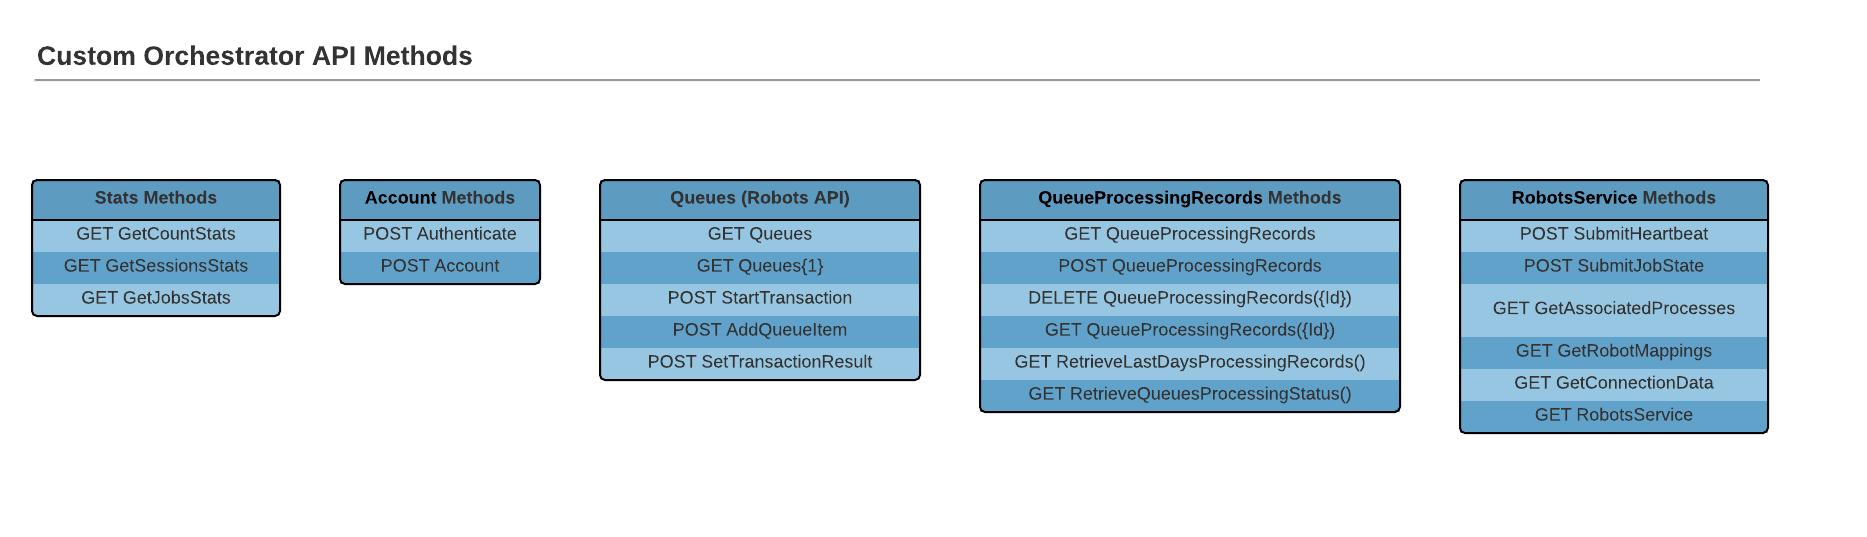 Custom Orchestrator API Methods
Stats Methods
GET GetCountStats
GET GetSessionsStats
GET GetJobsStats
Account Methods
POST Authenticate
POST Account
Queues (Robots API)
GET Queues
GET Queues{1}
POST StartTransaction
POST AddQueueItem
POST SetTransactionResult
QueueProcessingRecords Methods
GET QueueProcessingRecords
POST QueueProcessingRecords
DELETE QueueProcessingRecords({Id})
GET QueueProcessingRecords({Id})
GET RetrieveLastDaysProcessingRecords()
GET RetrieveQueuesProcessingStatus()
RobotsService Methods
POST SubmitHeartbeat
POST SubmitJobState
GET GetAssociatedProcesses
GET GetRobotMappings
GET GetConnectionData
GET RobotsService